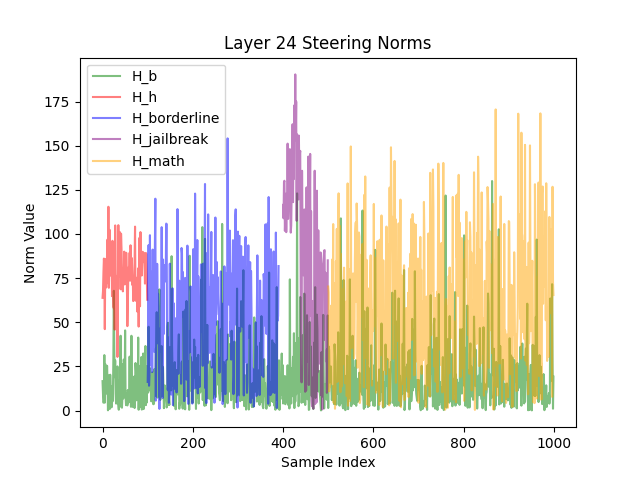 Layer 24 Steering Norms
H_b
H_h
H_borderline
H_jailbreak
H_math
Norm Value
175
150
125
100
75
50
25
0
0 200 400 600 800 1000
Sample Index